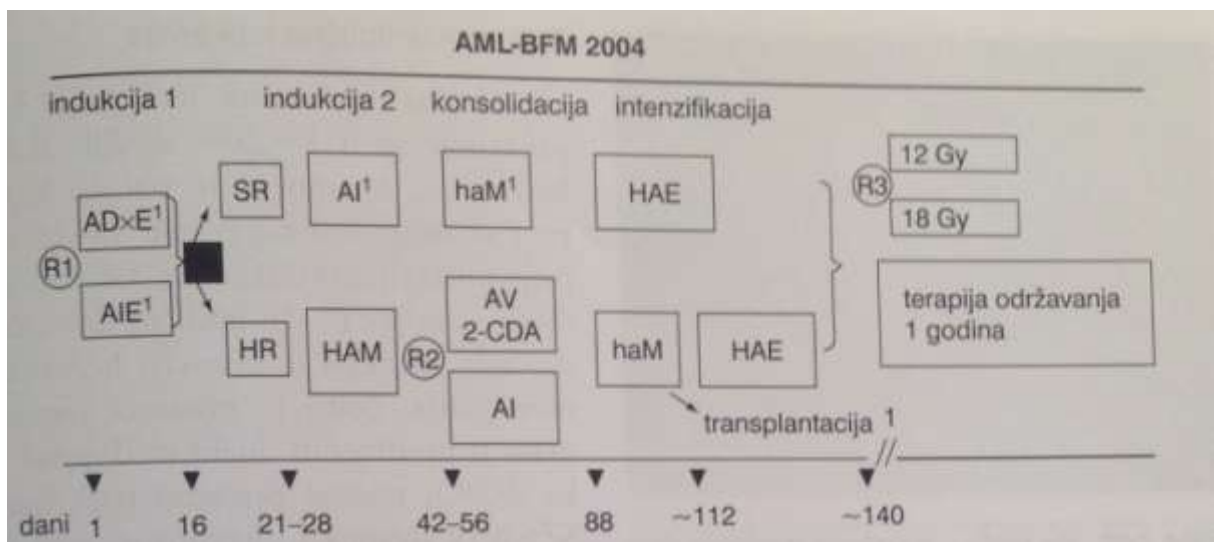 AML-BFM 2004
indukcija 1 indukcija 2 konsolidacija intenzifikacija
R1
AD×E¹
AIE¹
SR
AI¹
haM¹
HAE
HR
HAM
R2
AV
2-CDA
AI
haM
HAE
transplantacija ¹
R3
12 Gy
18 Gy
terapija održavanja
1 godina
//
dani 1 16 21–28 42–56 88 ~112 ~140